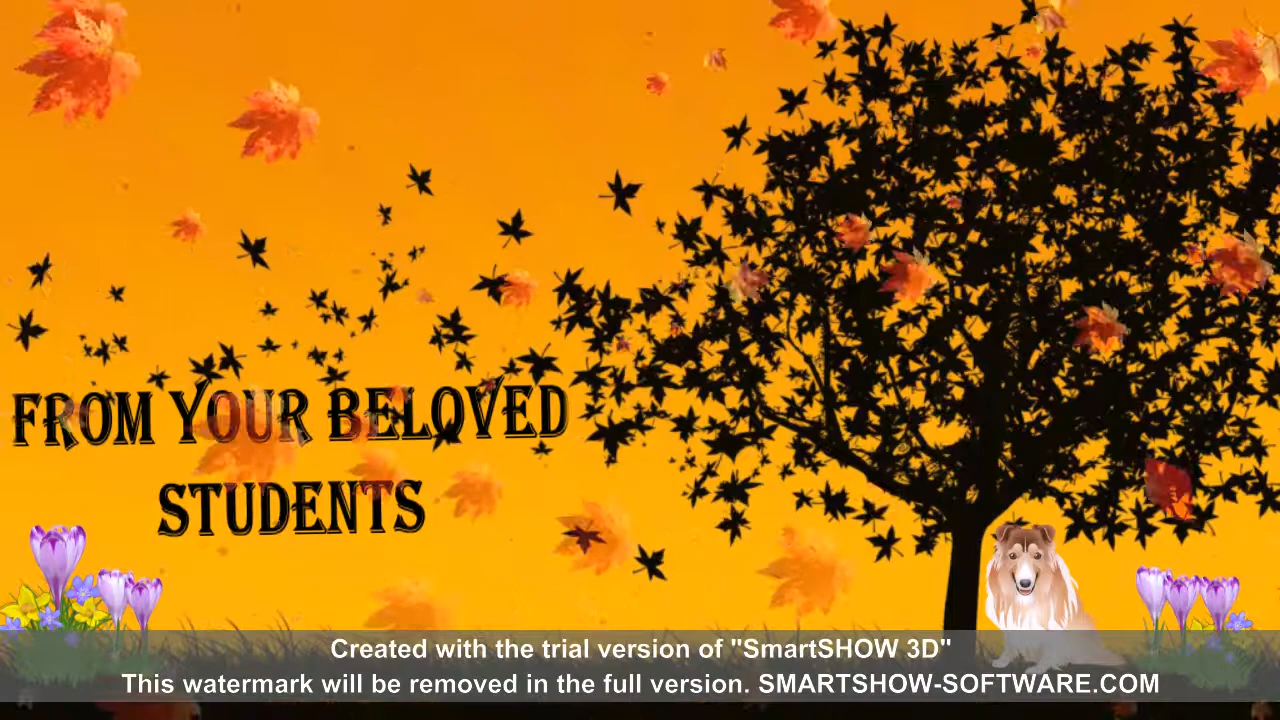 FROM YOUR BELOVED
STUDENTS
Created with the trial version of "SmartSHOW 3D"
This watermark will be removed in the full version. SMARTSHOW-SOFTWARE.COM